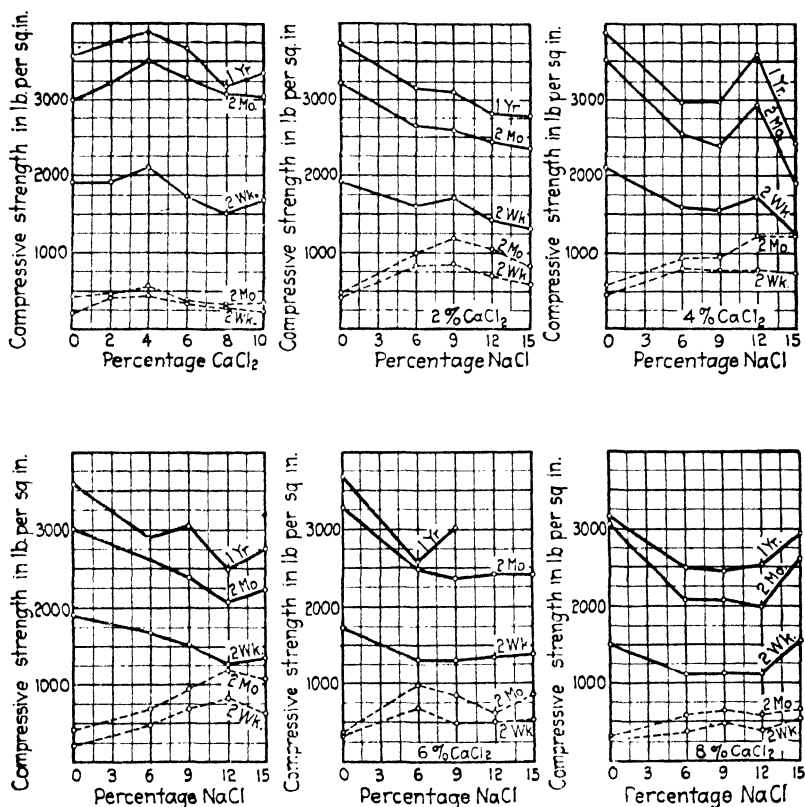 Compressive strength in lb. per sq.in.
3000
2000
1000
1 Yr
2 Mo.
2 Wk.
2 Mo
2 Wk.
0 2 4 6 8 10
Percentage CaCl2
Compressive strength in lb. per sq. in.
3000
2000
1000
1 Yr
2 Mo
2 Wk
2 Mo
2 Wk
2 % CaCl2
0 6 9 12 15
Percentage NaCl
Compressive strength in lb. per sq in.
3000
2000
1000
1 Yr.
2 Mo.
2 Wk
2 Mo
2 Wk.
4 % CaCl2
0 6 9 12 15
Percentage NaCl
Compressive strength in lb. per sq in.
3000
2000
1000
1 Yr
2 Mo
2 Wk.
2 Mo
2 Wk.
0 6 9 12 15
Percentage NaCl
Compressive strength in lb per sq in.
3000
2000
1000
1 Yr
2 Mo
2 Wk.
2 Mo
2 Wk
6 % CaCl2
0 6 9 12 15
Percentage NaCl
Compressive strength in lb per sq. in.
3000
2000
1000
1 Yr.
2 Mo.
2 Wk.
2 Mo
2 Wk.
8 % CaCl2
0 6 9 12 15
Percentage NaCl